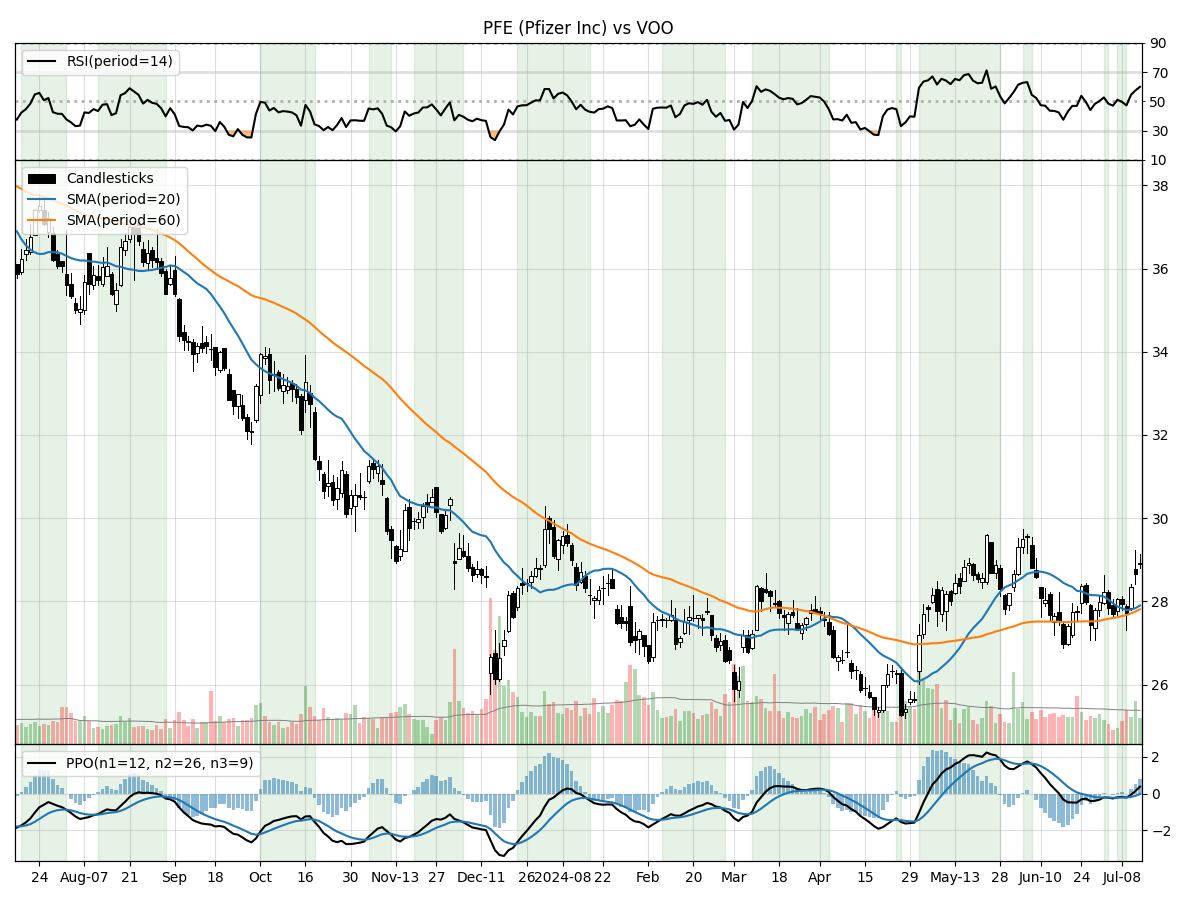 PFE (Pfizer Inc) vs VOO
RSI(period=14)
90
70
50
30
10
Candlesticks
SMA(period=20)
SMA(period=60)
38
36
34
32
30
28
26
PPO(n1=12, n2=26, n3=9)
2
0
−2
24 Aug-07 21 Sep 18 Oct 16 30 Nov-13 27 Dec-11 26 2024-08 22 Feb 20 Mar 18 Apr 15 29 May-13 28 Jun-10 24 Jul-08